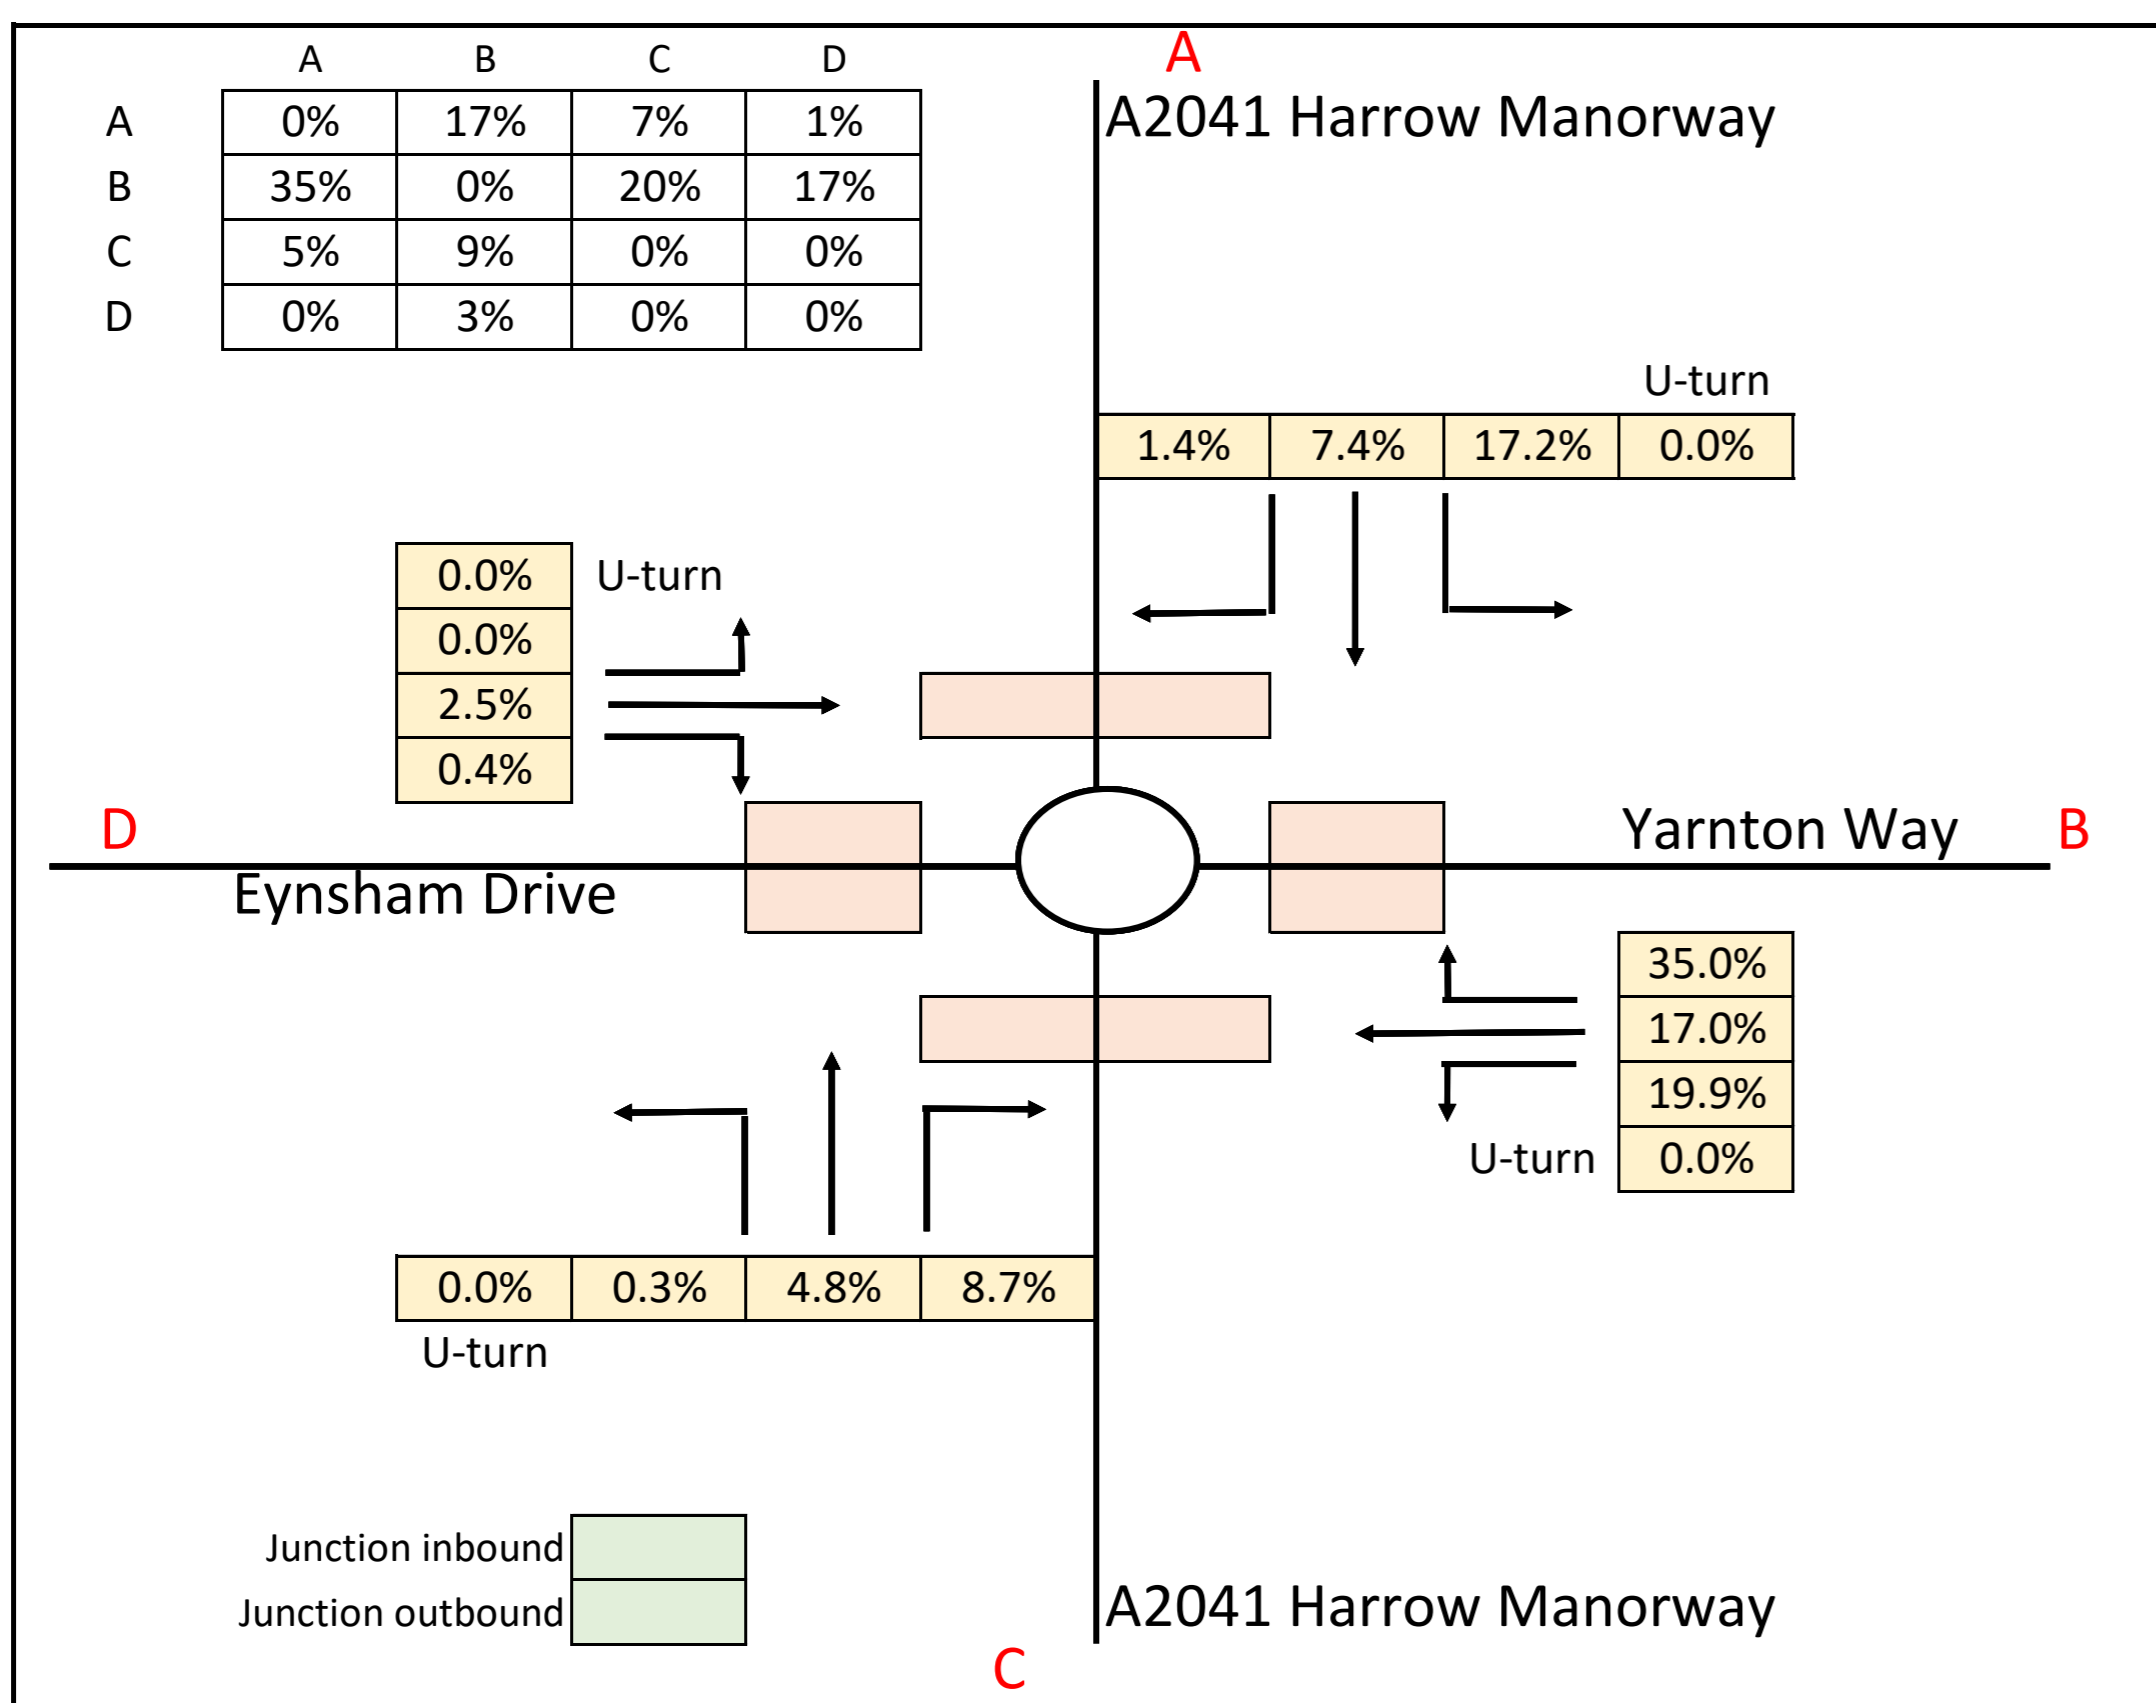 A B C D
A 0% 17% 7% 1%
B 35% 0% 20% 17%
C 5% 9% 0% 0%
D 0% 3% 0% 0%
A
A2041 Harrow Manorway
U-turn
1.4% 7.4% 17.2% 0.0%
0.0% U-turn
0.0%
2.5%
0.4%
D
Eynsham Drive
Yarnton Way B
35.0%
17.0%
19.9%
U-turn 0.0%
0.0% 0.3% 4.8% 8.7%
U-turn
Junction inbound
Junction outbound
A2041 Harrow Manorway
C